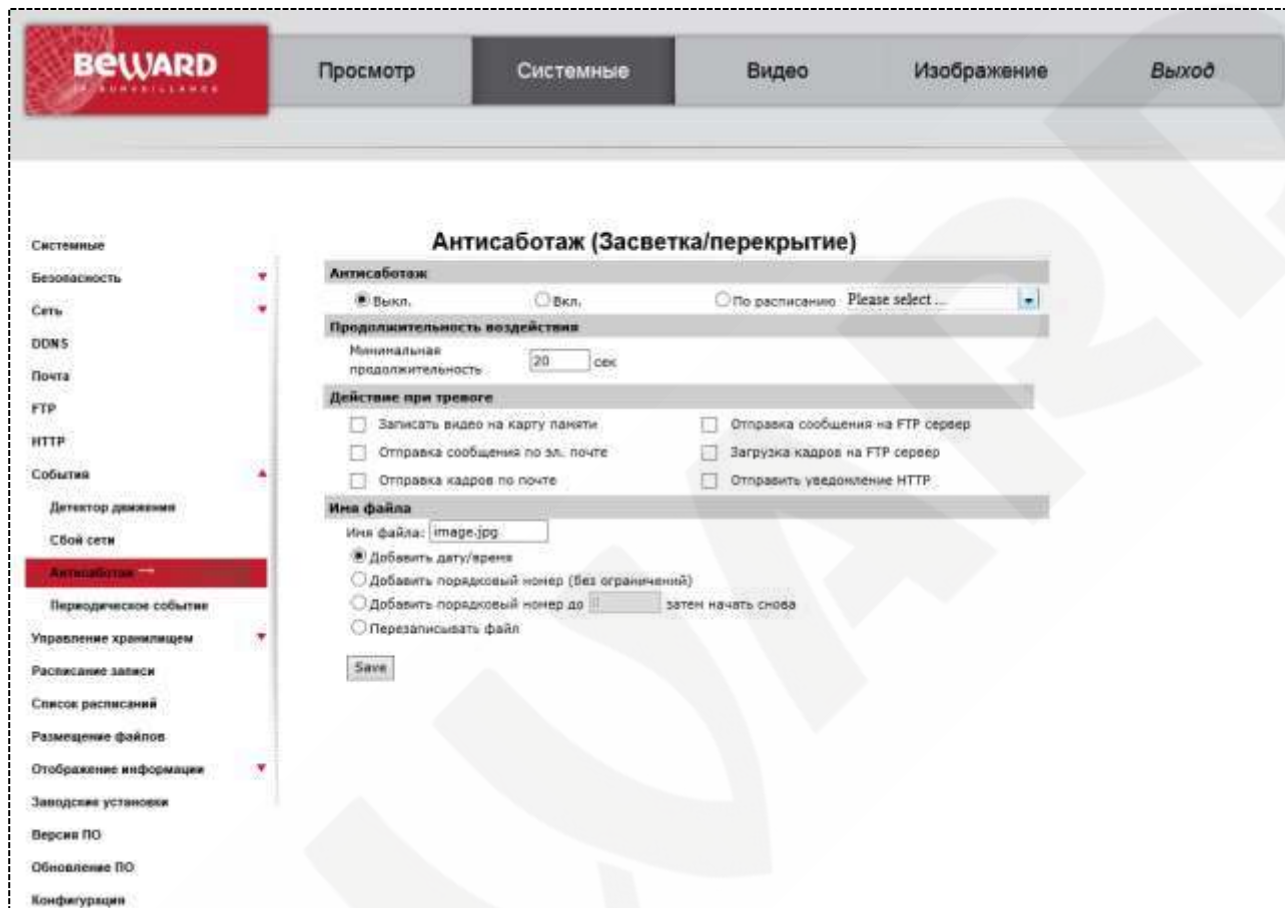 BEWARD
Просмотр
Системные
Видео
Изображение
Выход
Системные
Безопасность
Сеть
DDNS
Почта
FTP
HTTP
События
Детектор движения
Сбой сети
Антисаботаж
Периодическое событие
Управление хранилищем
Расписание записи
Список расписаний
Размещение файлов
Отображение информации
Заводские установки
Версия ПО
Обновление ПО
Конфигурация
Антисаботаж (Засветка/перекрытие)
Антисаботаж
Выкл. Вкл. По расписанию Please select ...
Продолжительность воздействия
Минимальная
продолжительность 20 сек
Действие при тревоге
Записать видео на карту памяти Отправка сообщения на FTP сервер
Отправка сообщения по эл. почте Загрузка кадров на FTP сервер
Отправка кадров по почте Отправить уведомление HTTP
Имя файла
Имя файла: image.jpg
Добавить дату/время
Добавить порядковый номер (без ограничений)
Добавить порядковый номер до 0 затем начать снова
Перезаписывать файл
Save